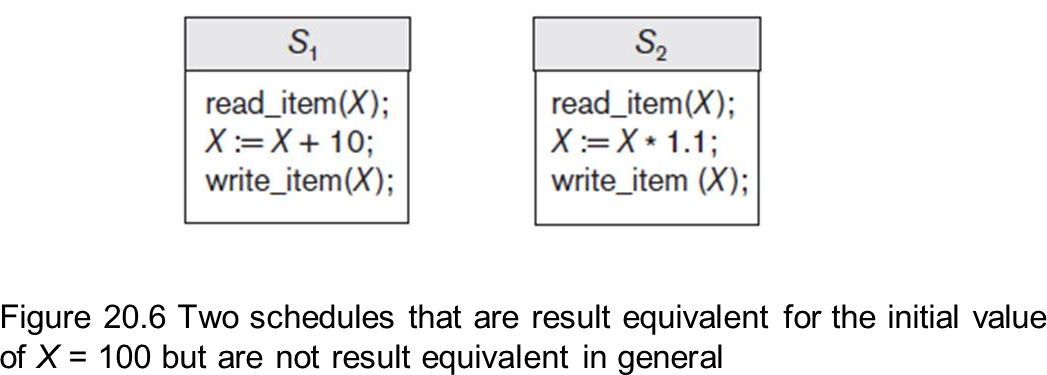 S1
read_item(X);
X := X + 10;
write_item(X);
S2
read_item(X);
X := X * 1.1;
write_item (X);
Figure 20.6 Two schedules that are result equivalent for the initial value
of X = 100 but are not result equivalent in general